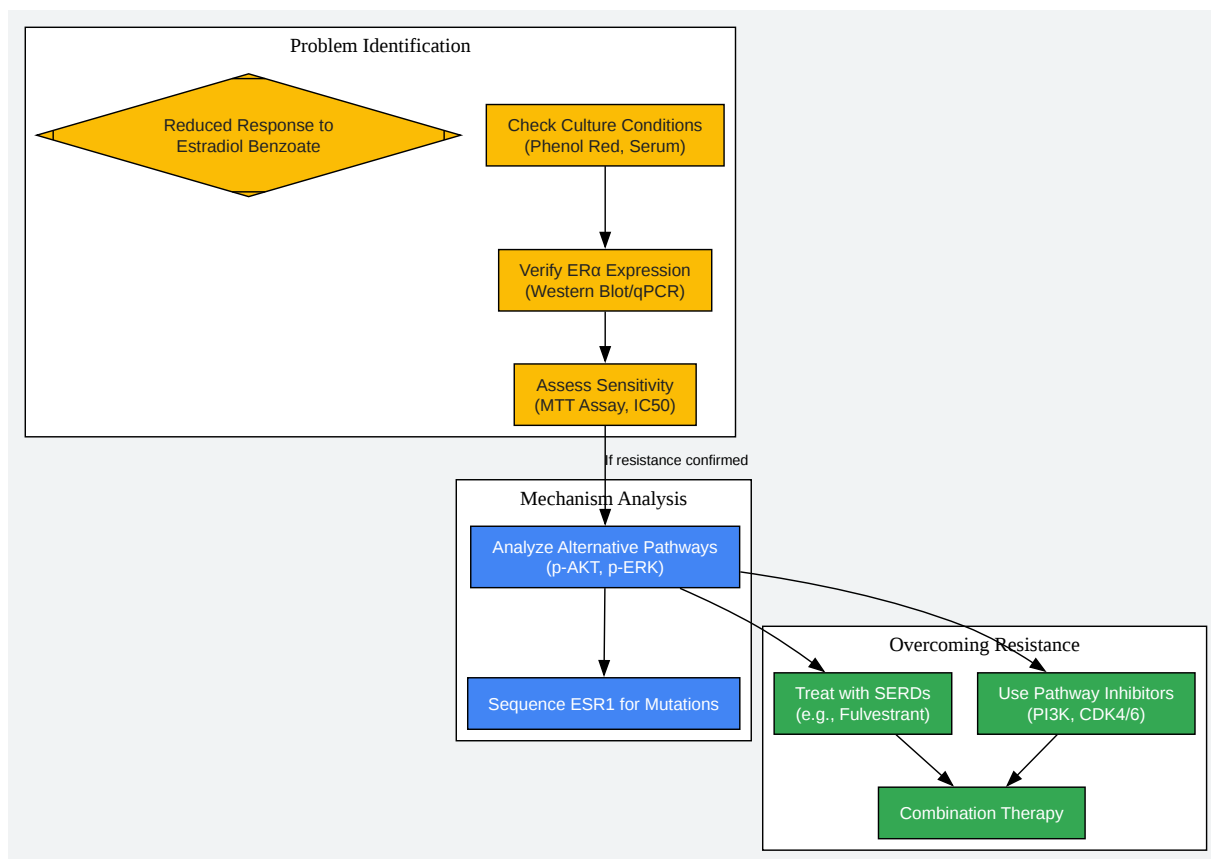 Problem Identification
Reduced Response to
Estradiol Benzoate
Check Culture Conditions
(Phenol Red, Serum)
Verify ERα Expression
(Western Blot/qPCR)
Assess Sensitivity
(MTT Assay, IC50)
If resistance confirmed
Mechanism Analysis
Analyze Alternative Pathways
(p-AKT, p-ERK)
Sequence ESR1 for Mutations
Overcoming Resistance
Treat with SERDs
(e.g., Fulvestrant)
Use Pathway Inhibitors
(PI3K, CDK4/6)
Combination Therapy